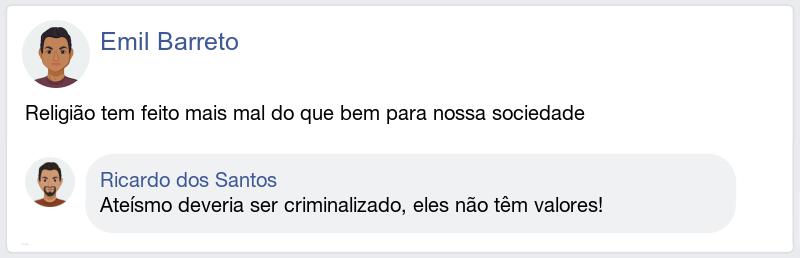 Emil Barreto
Religião tem feito mais mal do que bem para nossa sociedade
Ricardo dos Santos
Ateísmo deveria ser criminalizado, eles não têm valores!